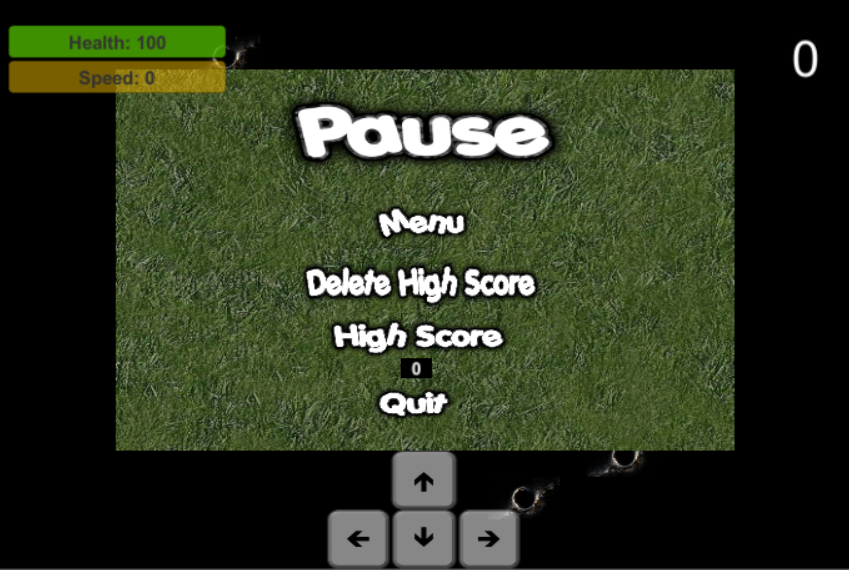 Health: 100
Speed: 0
0
Pause
Menu
Delete High Score
High Score
0
Quit